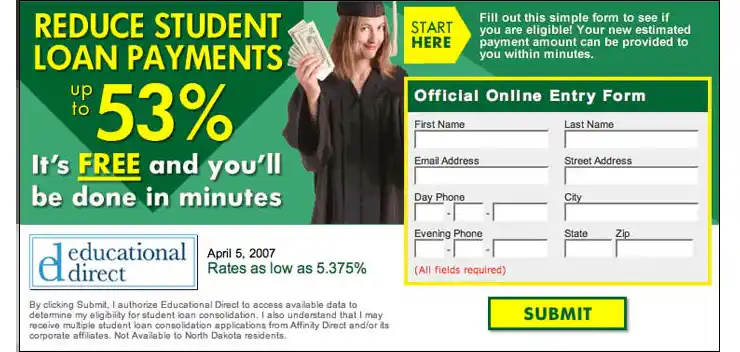 REDUCE STUDENT
LOAN PAYMENTS
up
to
53%
It's FREE and you'll
be done in minutes
START
HERE
Fill out this simple form to see if
you are eligible! Your new estimated
payment amount can be provided to
you within minutes.
Official Online Entry Form
First Name
Last Name
Email Address
Street Address
Day Phone
City
- -
Evening Phone
State
Zip
- -
(All fields required)
SUBMIT
ed educational
direct
April 5, 2007
Rates as low as 5.375%
By clicking Submit, I authorize Educational Direct to access available data to
determine my eligibility for student loan consolidation. I also understand that I may
receive multiple student loan consolidation applications from Affinity Direct and/or its
corporate affiliates. Not Available to North Dakota residents.